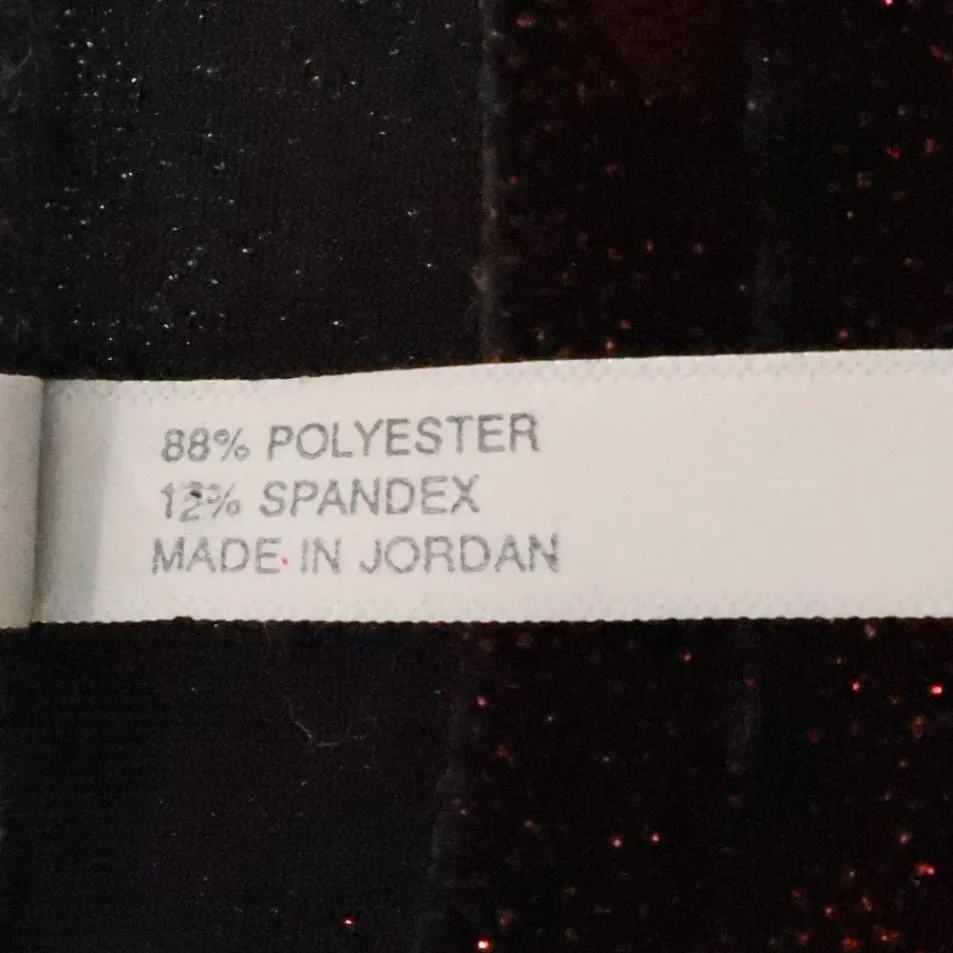 88% POLYESTER
12% SPANDEX
MADE IN JORDAN